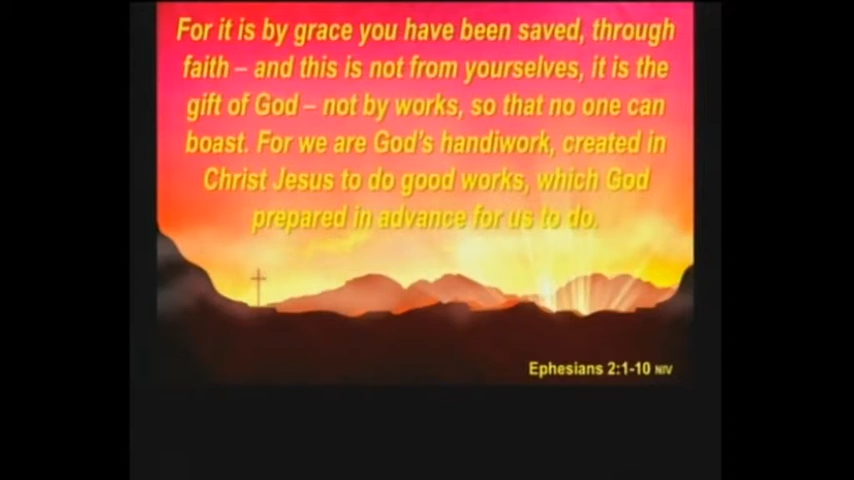 For it is by grace you have been saved, through
faith – and this is not from yourselves, it is the
gift of God – not by works, so that no one can
boast. For we are God's handiwork, created in
Christ Jesus to do good works, which God
prepared in advance for us to do.
Ephesians 2:1-10 NIV